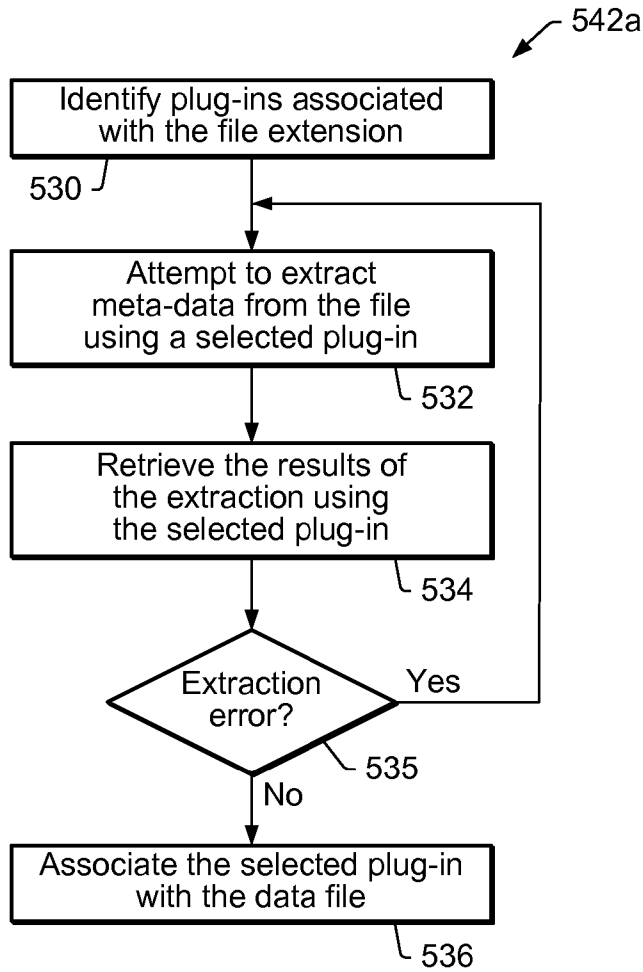 542a
Identify plug-ins associated
with the file extension
530
Attempt to extract
meta-data from the file
using a selected plug-in
532
Retrieve the results of
the extraction using
the selected plug-in
534
Extraction
error?
Yes
535
No
Associate the selected plug-in
with the data file
536